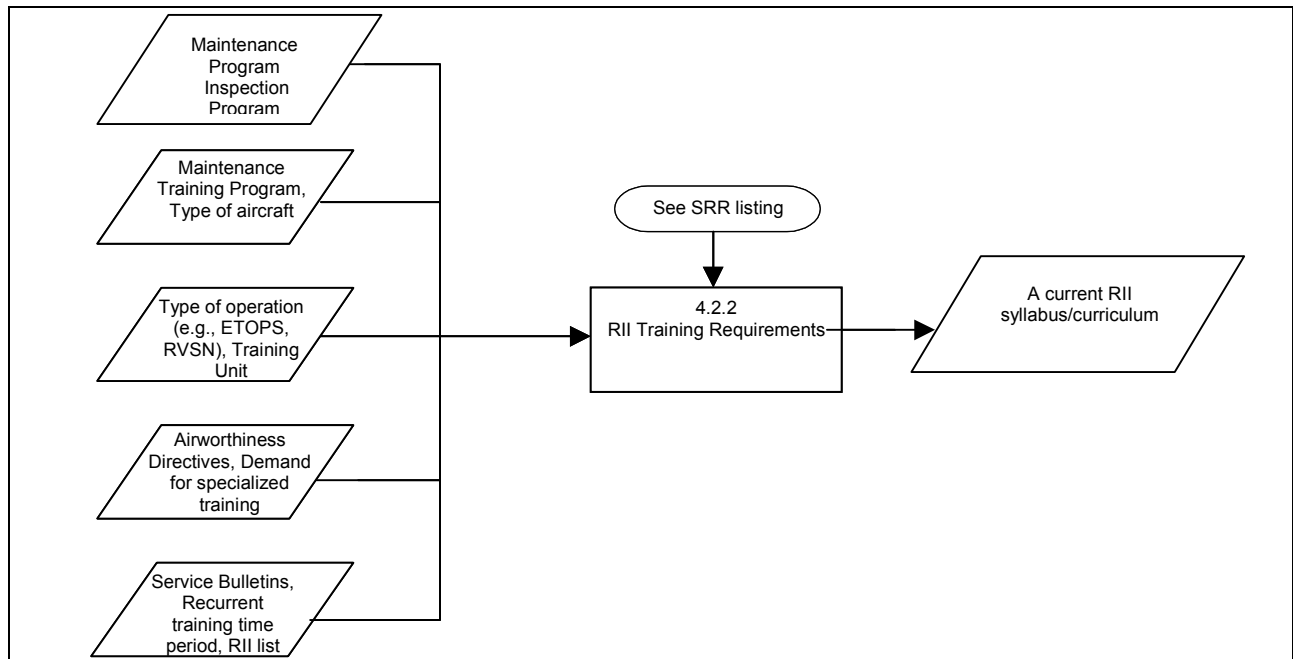 Maintenance
Program
Inspection
Program
Maintenance
Training Program,
Type of aircraft
Type of operation
(e.g., ETOPS,
RVSN), Training
Unit
Airworthiness
Directives, Demand
for specialized
training
Service Bulletins,
Recurrent
training time
period, RII list
See SRR listing
4.2.2
RII Training Requirements
A current RII
syllabus/curriculum